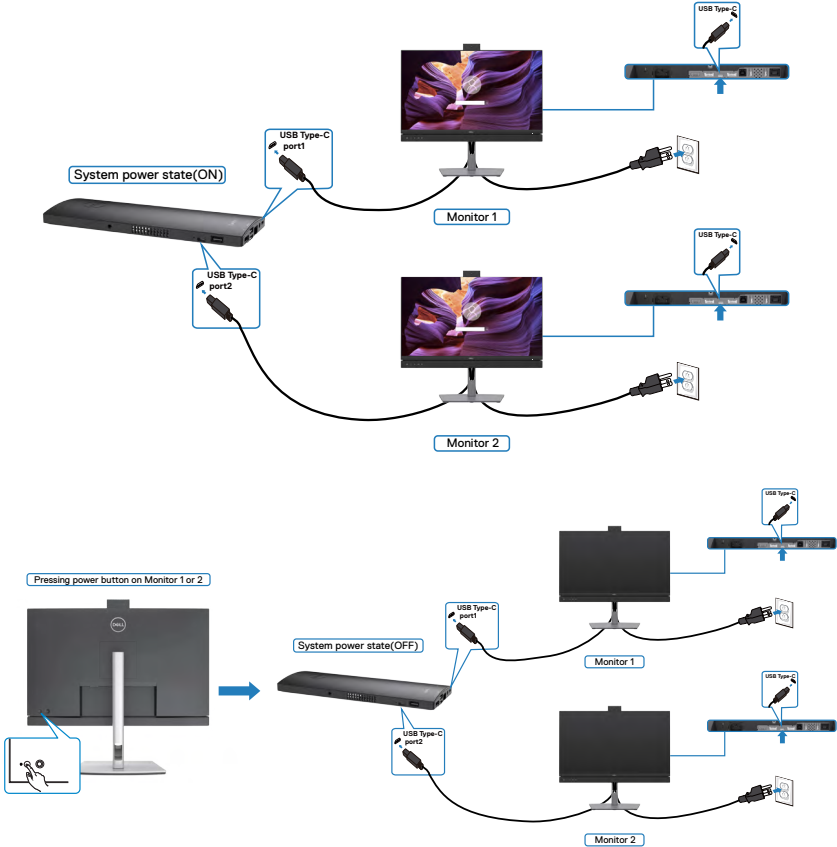 USB Type-C
USB Type-C
port1
System power state(ON)
Monitor 1
USB Type-C
USB Type-C
port2
Monitor 2
USB Type-C
Pressing power button on Monitor 1 or 2
USB Type-C
port1
DELL
System power state(OFF)
Monitor 1
USB Type-C
USB Type-C
port2
Monitor 2